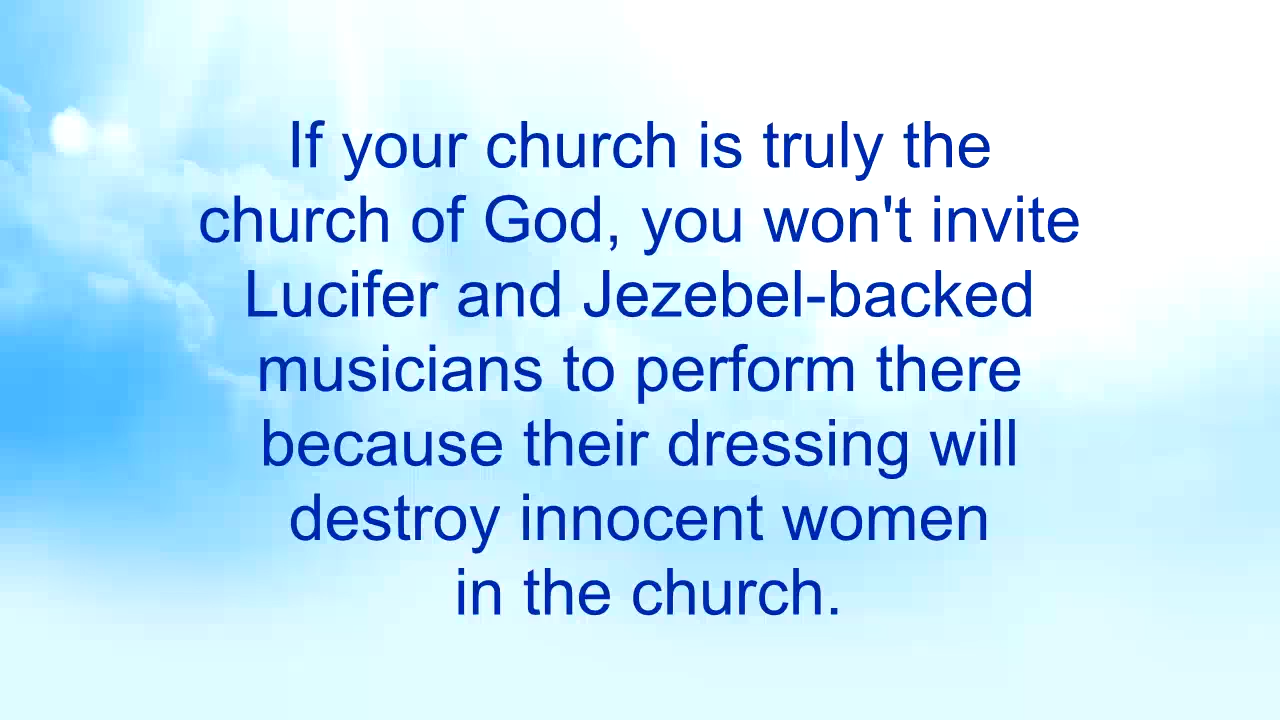 If your church is truly the
church of God, you won't invite
Lucifer and Jezebel-backed
musicians to perform there
because their dressing will
destroy innocent women
in the church.